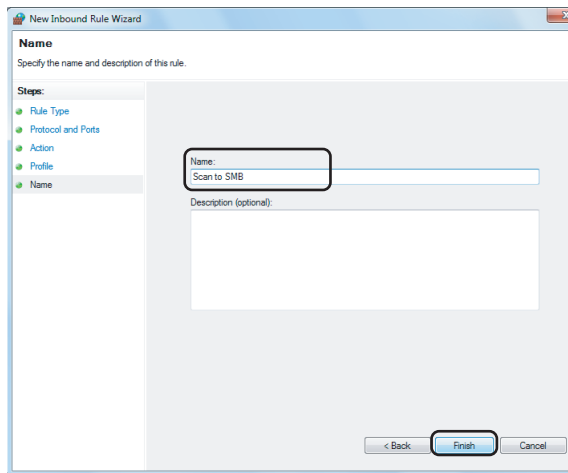 New Inbound Rule Wizard
Name
Specify the name and description of this rule.
Steps:
Rule Type
Protocol and Ports
Action
Profile
Name
Name:
Scan to SMB
Description (optional):
< Back
Finish
Cancel